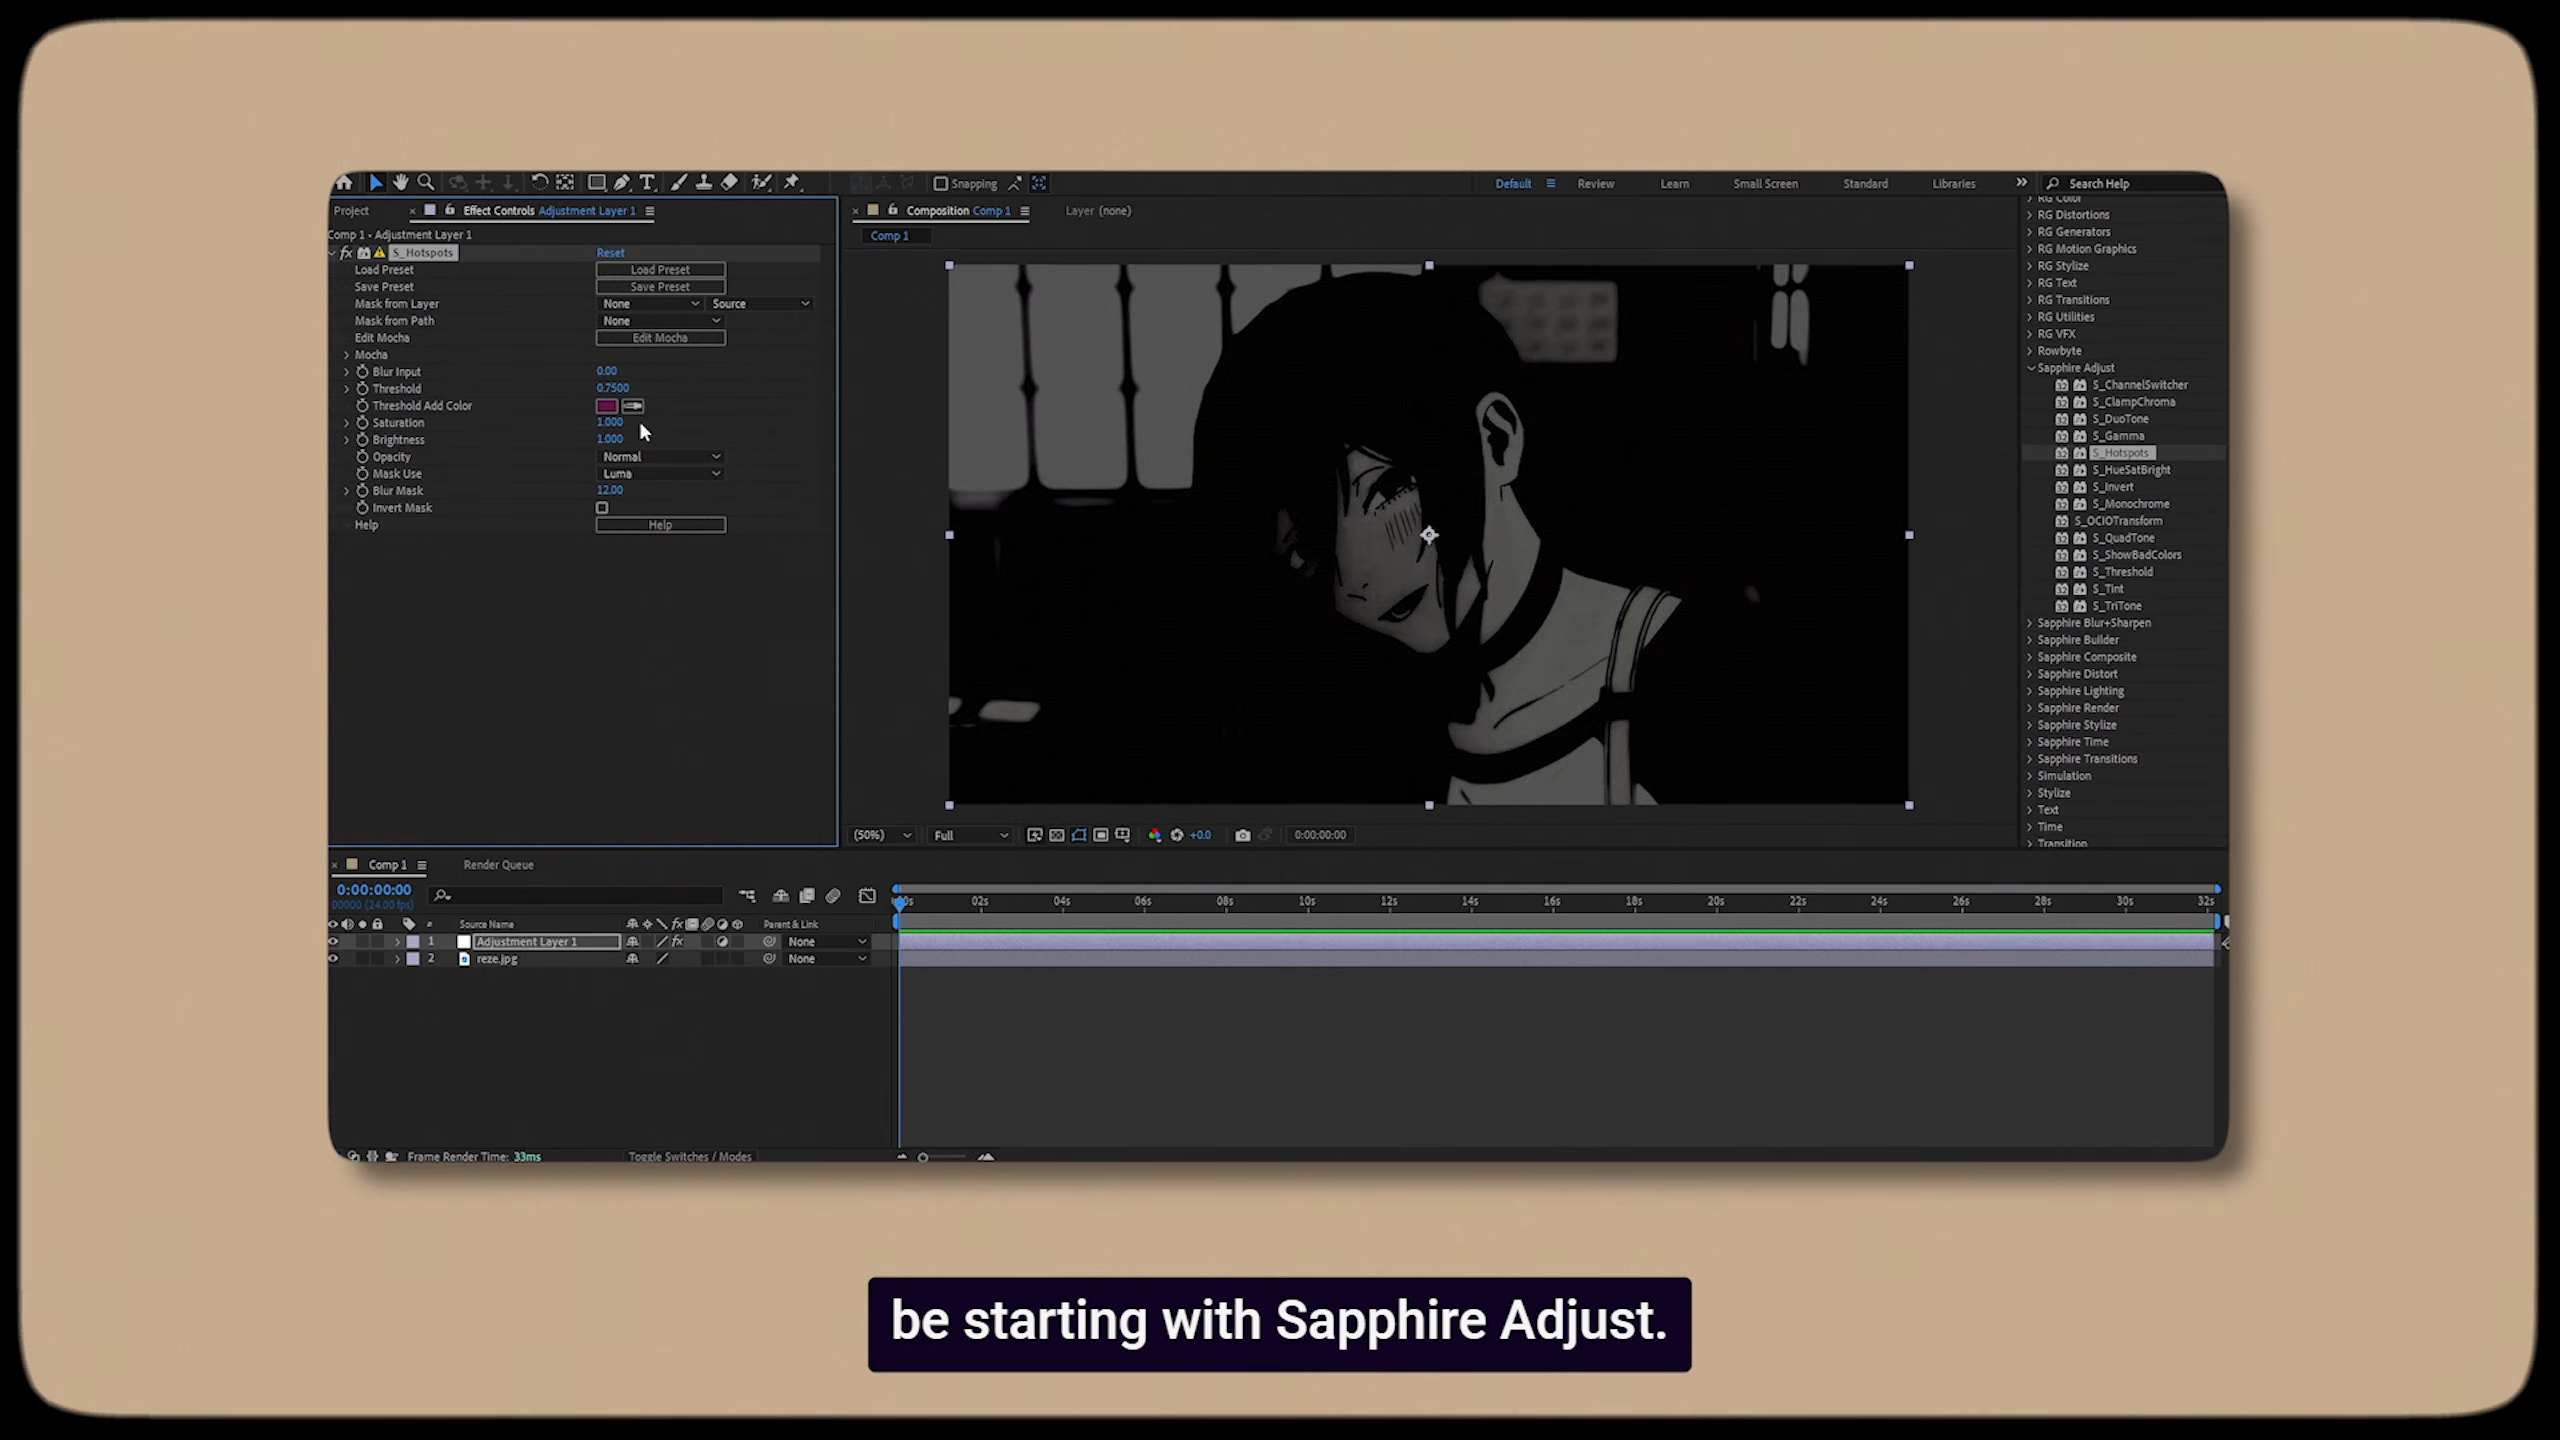 Snapping
Default
Review
Learn
Small Screen
Standard
Libraries
Search Help
Project
Effect Controls Adjustment Layer 1
Comp 1 - Adjustment Layer 1
fx S_Hotspots Reset
Load Preset Load Preset
Save Preset Save Preset
Mask from Layer None Source
Mask from Path None
Edit Mocha Edit Mocha
Mocha
Blur Input 0.00
Threshold 0.7500
Threshold Add Color
Saturation 1.000
Brightness 1.000
Opacity Normal
Mask Use Luma
Blur Mask 12.00
Invert Mask
Help Help
Composition Comp 1
Layer (none)
Comp 1
(50%) Full +0.0 0:00:00:00
RG Color
RG Distortions
RG Generators
RG Motion Graphics
RG Stylize
RG Text
RG Transitions
RG Utilities
RG VFX
Rowbyte
Sapphire Adjust
S_ChannelSwitcher
S_ClampChroma
S_DuoTone
S_Gamma
S_Hotspots
S_HueSatBright
S_Invert
S_Monochrome
S_OCIOTransform
S_QuadTone
S_ShowBadColors
S_Threshold
S_Tint
S_TriTone
Sapphire Blur+Sharpen
Sapphire Builder
Sapphire Composite
Sapphire Distort
Sapphire Lighting
Sapphire Render
Sapphire Stylize
Sapphire Time
Sapphire Transitions
Simulation
Stylize
Text
Time
Transition
Comp 1 Render Queue
0:00:00:00
00000 (24.00 fps)
02s 04s 06s 08s 10s 12s 14s 16s 18s 20s 22s 24s 26s 28s 30s 32s
# Source Name fx Parent & Link
1 Adjustment Layer 1 fx None
2 reze.jpg None
Frame Render Time: 33ms
Toggle Switches / Modes
be starting with Sapphire Adjust.